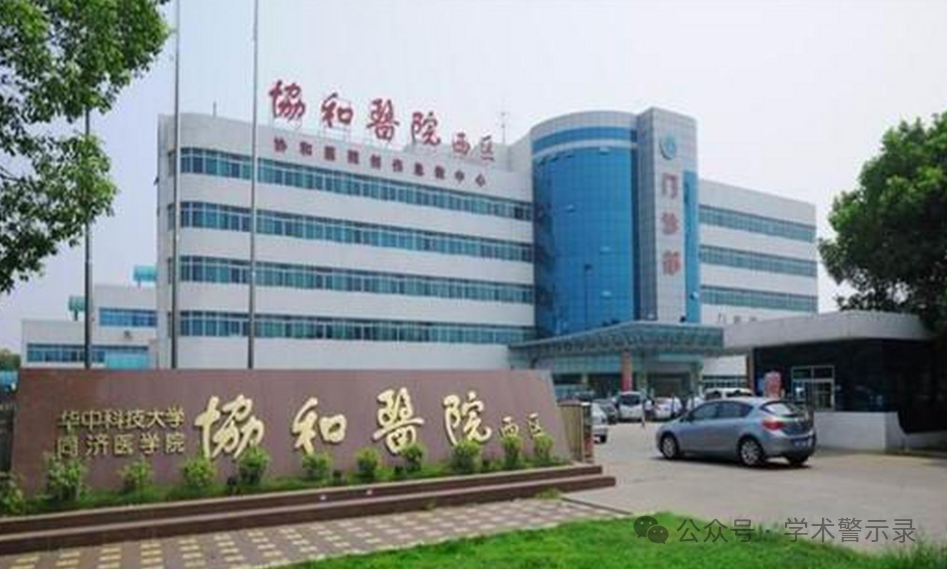 協和醫院西区
协和医院创伤急救中心
门诊部
华中科技大学
同济医学院
協和醫院西区
公众号 · 学术警示录